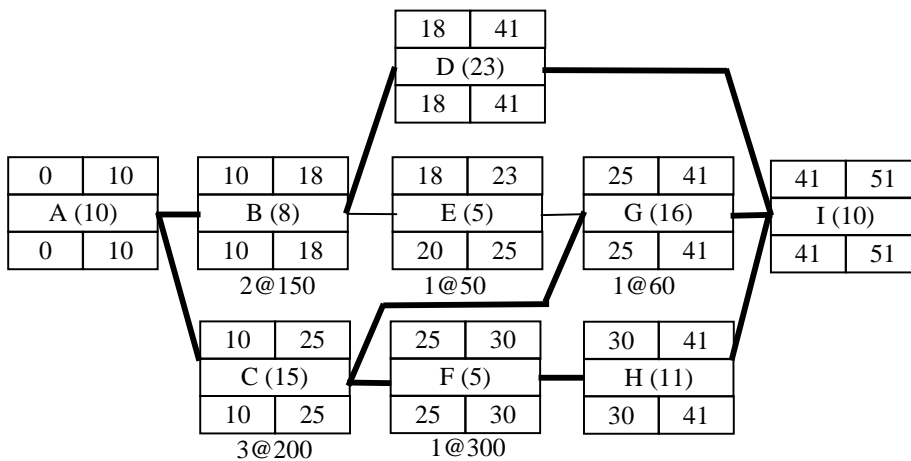 18 41
D (23)
18 41
0 10
A (10)
0 10
10 18
B (8)
10 18
2@150
18 23
E (5)
20 25
1@50
25 41
G (16)
25 41
1@60
41 51
I (10)
41 51
10 25
C (15)
10 25
3@200
25 30
F (5)
25 30
1@300
30 41
H (11)
30 41